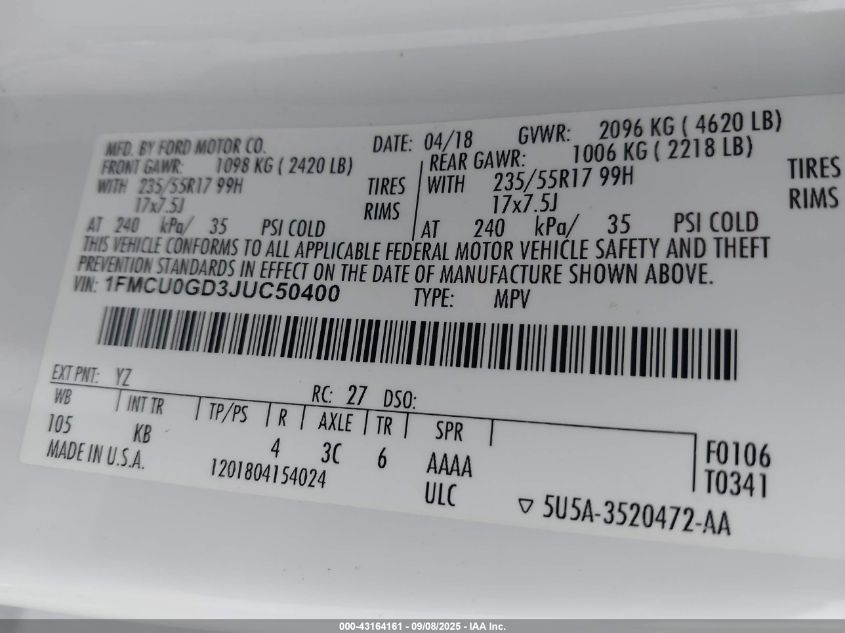 MFD. BY FORD MOTOR CO. DATE: 04/18 GVWR: 2096 KG ( 4620 LB)
FRONT GAWR: 1098 KG ( 2420 LB) REAR GAWR: 1006 KG ( 2218 LB)
WITH 235/55R17 99H TIRES WITH 235/55R17 99H TIRES
17x7.5J RIMS 17x7.5J RIMS
AT 240 kPa/ 35 PSI COLD AT 240 kPa/ 35 PSI COLD
THIS VEHICLE CONFORMS TO ALL APPLICABLE FEDERAL MOTOR VEHICLE SAFETY AND THEFT
PREVENTION STANDARDS IN EFFECT ON THE DATE OF MANUFACTURE SHOWN ABOVE.
VIN: 1FMCU0GD3JUC50400 TYPE: MPV
EXT PNT: YZ RC: 27 DSO:
WB INT TR TP/PS R AXLE TR SPR
105 KB 4 3C 6 AAAA F0106
MADE IN U.S.A. 1201804154024 ULC T0341
▽ 5U5A-3520472-AA
000-43164161 - 09/08/2025 - IAA Inc.